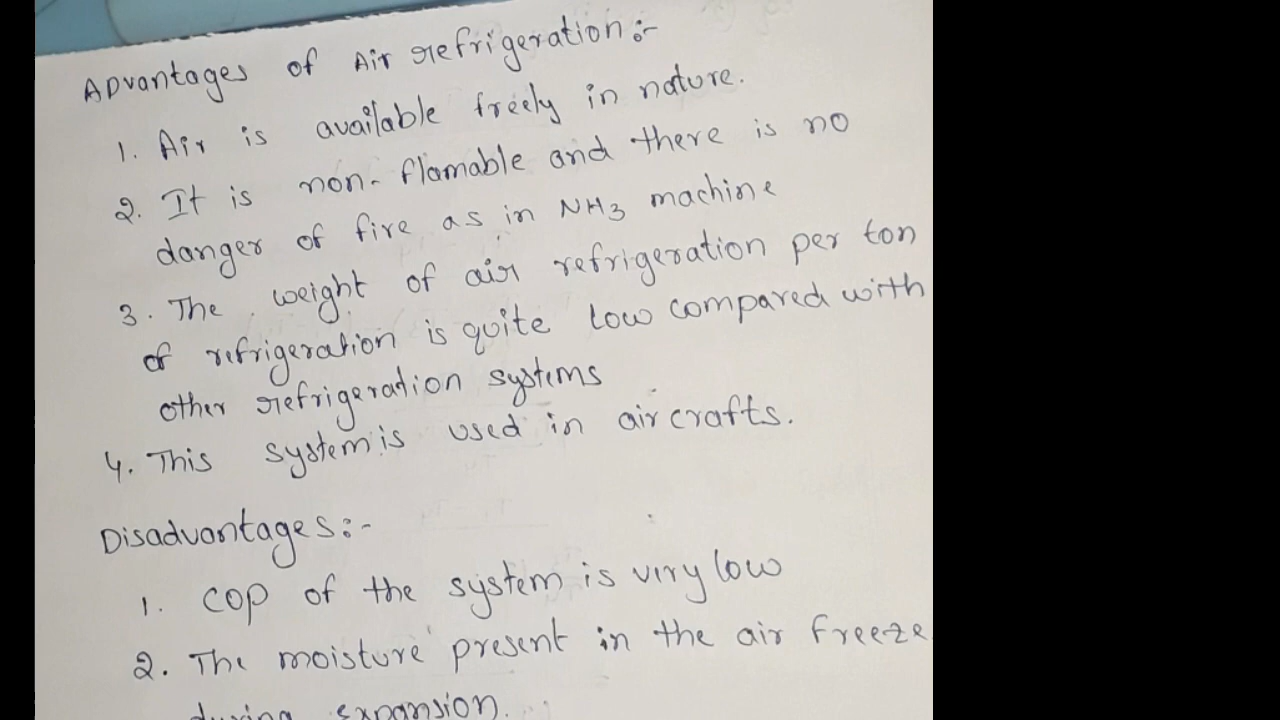 Advantages of Air refrigeration:-
1. Air is available freely in nature.
2. It is non-flamable and there is no
danger of fire as in NH3 machine
3. The weight of air refrigeration per ton
of refrigeration is quite low compared with
other refrigeration systems
4. This system is used in aircrafts.
Disadvantages:-
1. COP of the system is very low
2. The moisture present in the air freeze
during expansion.